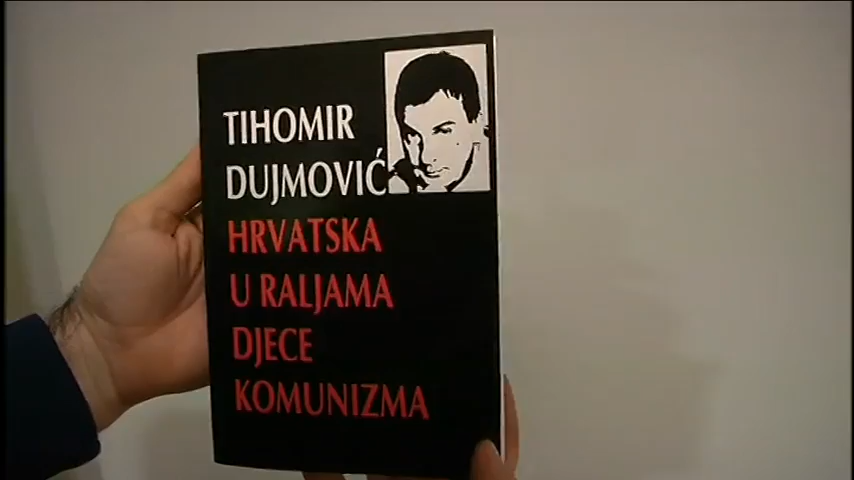 TIHOMIR
DUJMOVIĆ
HRVATSKA
U RALJAMA
DJECE
KOMUNIZMA